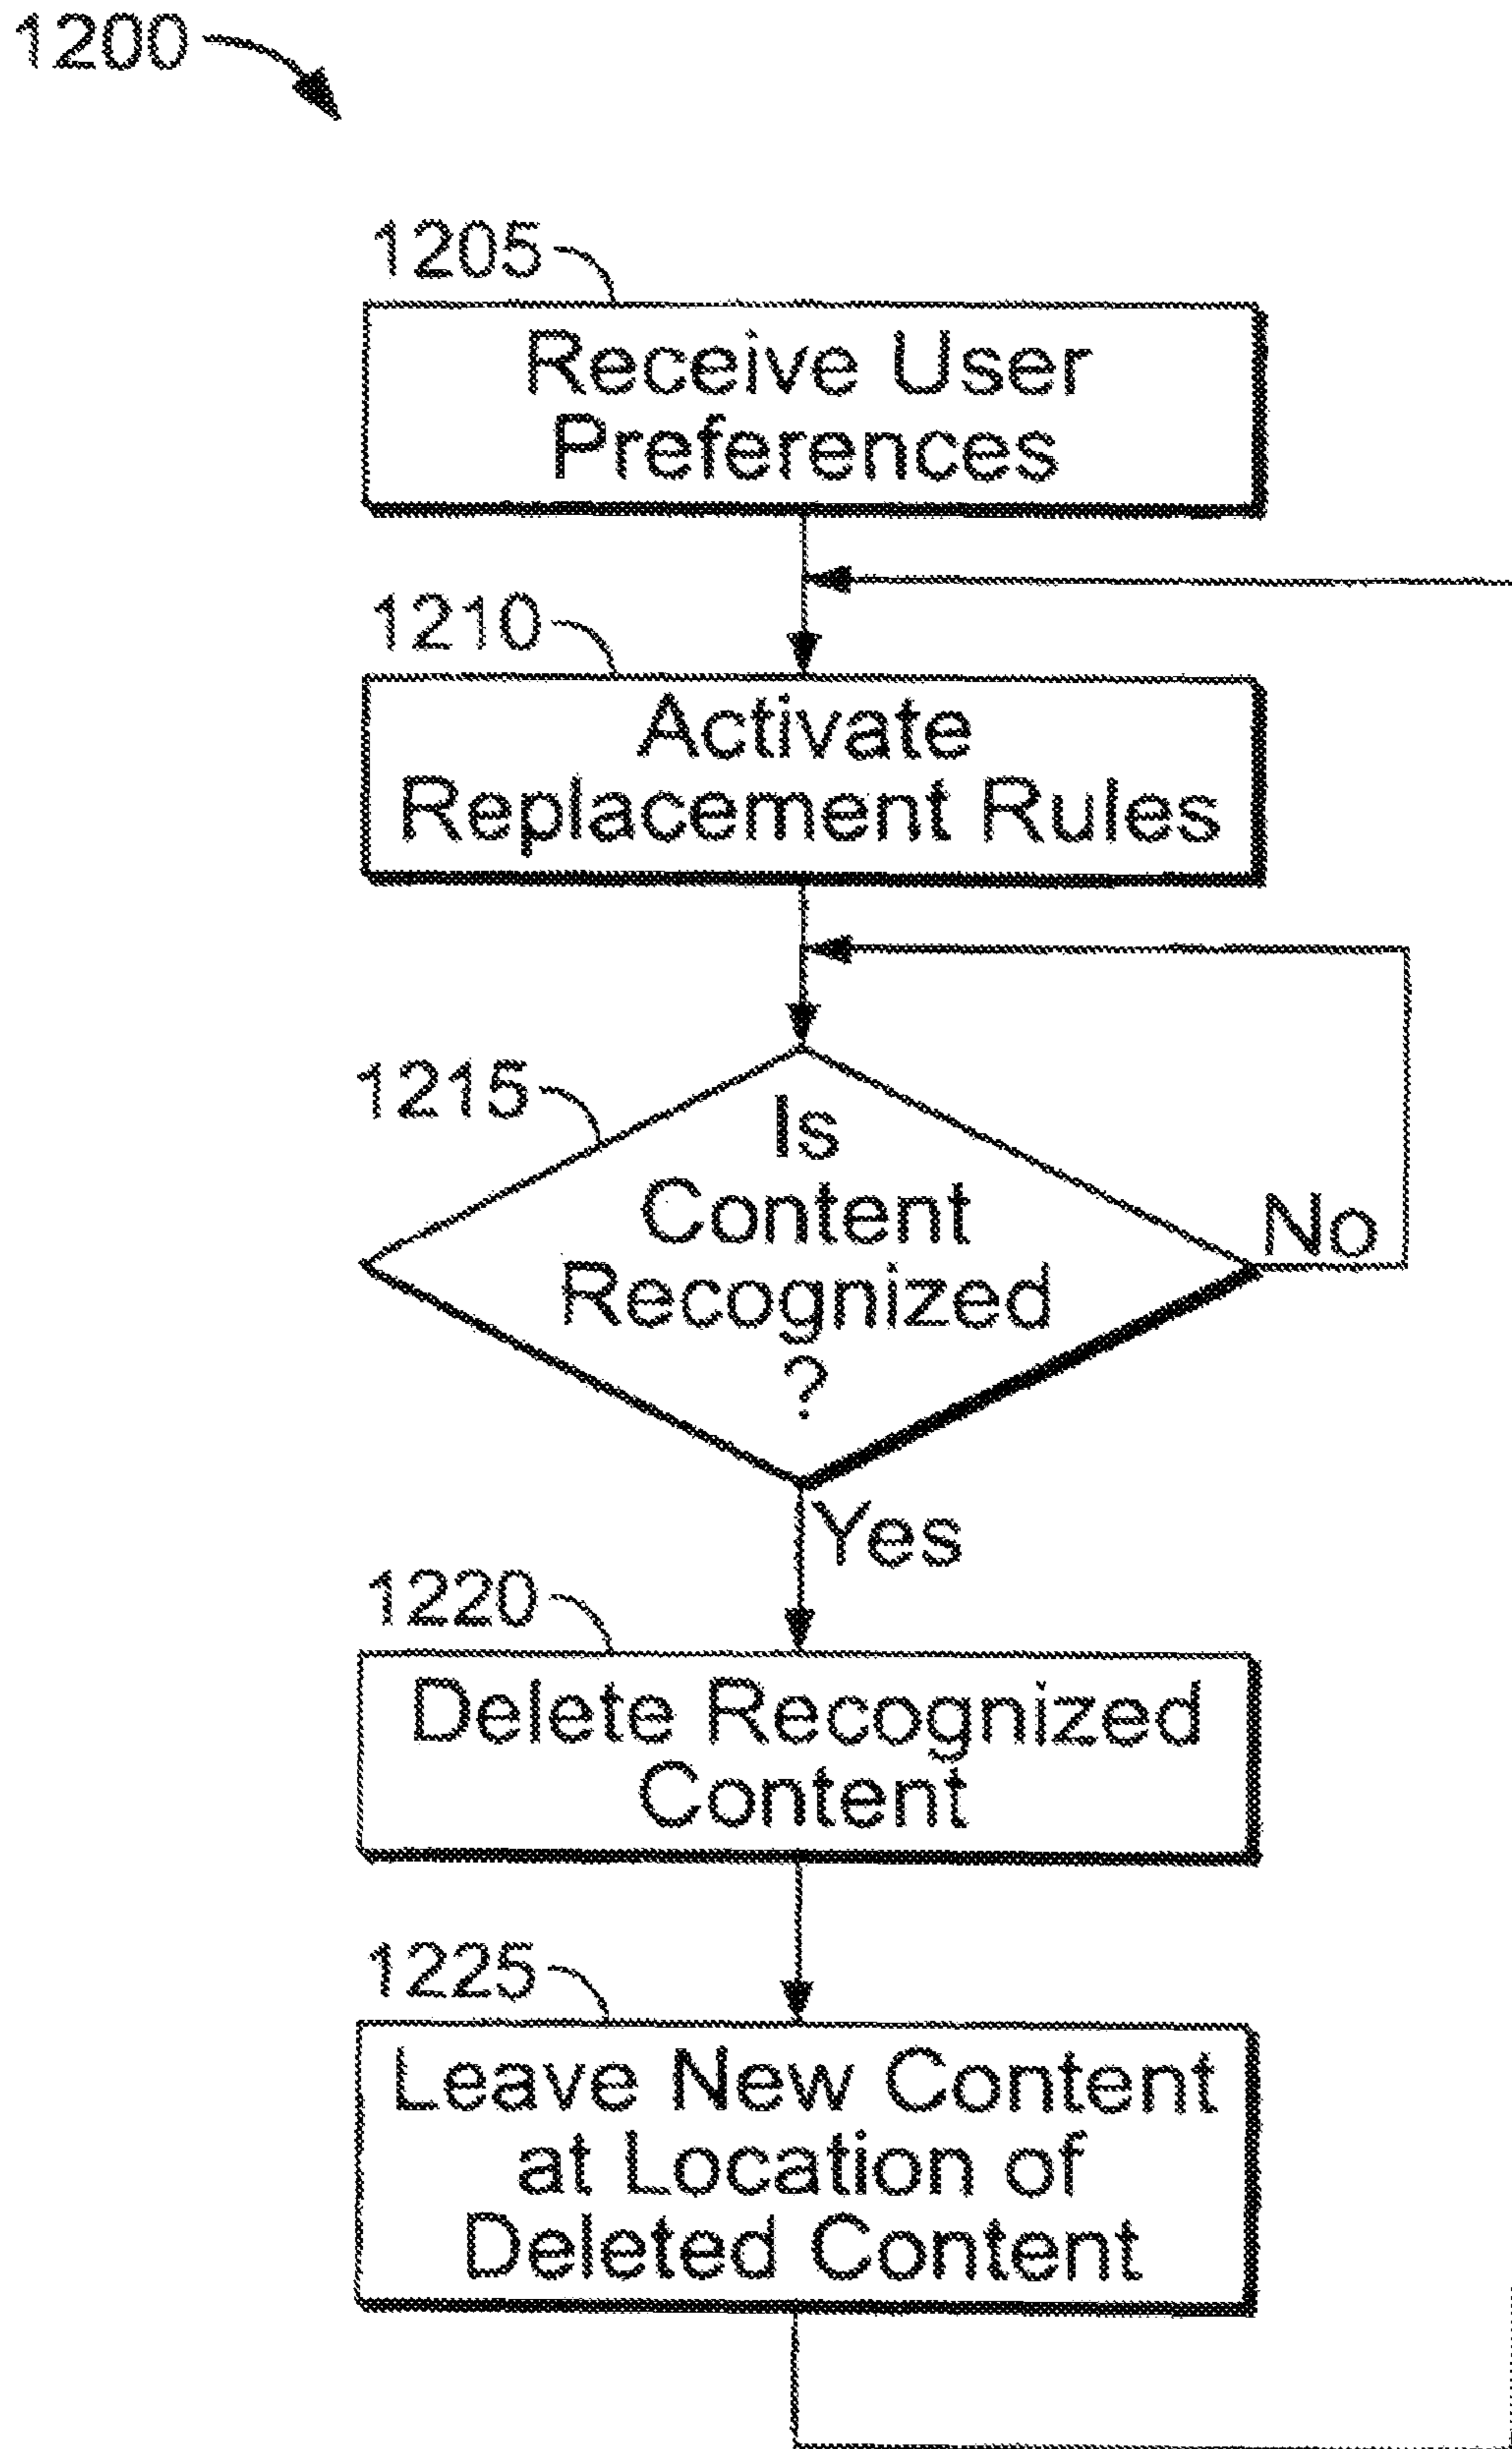 1200
1205
Receive User
Preferences
1210
Activate
Replacement Rules
1215
Is
Content
Recognized
?
No
Yes
1220
Delete Recognized
Content
1225
Leave New Content
at Location of
Deleted Content